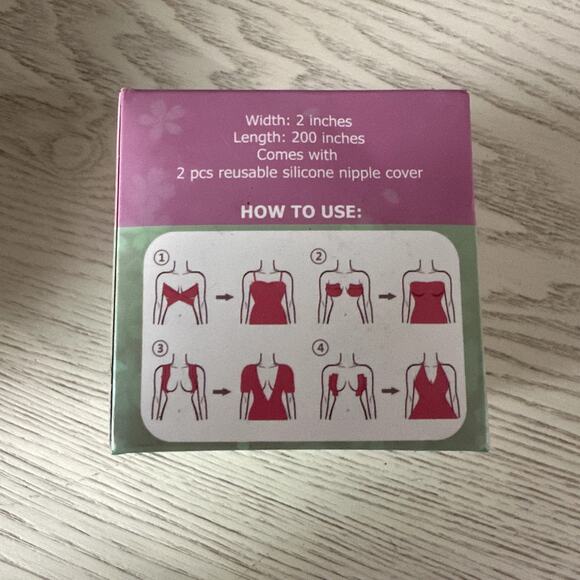 Width: 2 inches
Length: 200 inches
Comes with
2 pcs reusable silicone nipple cover
HOW TO USE:
1
2
3
4